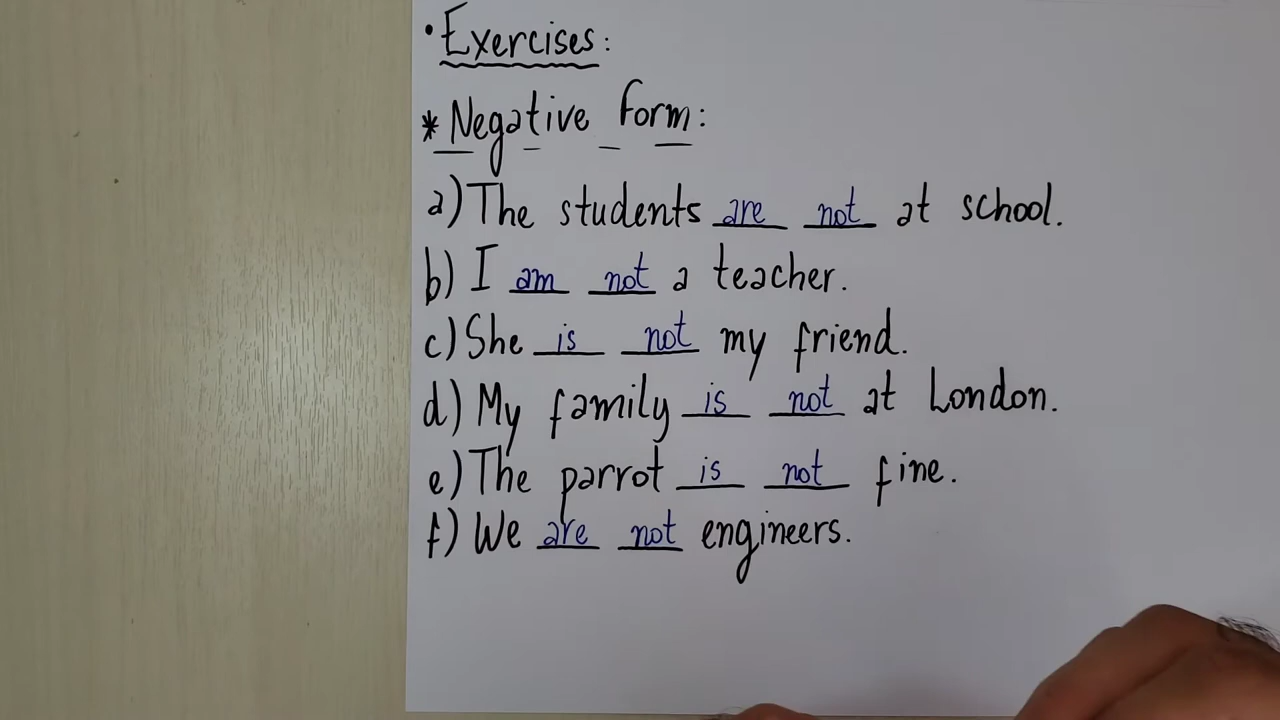 • Exercises:
* Negative form:
a) The students are not at school.
b) I am not a teacher.
c) She is not my friend.
d) My family is not at London.
e) The parrot is not fine.
f) We are not engineers.